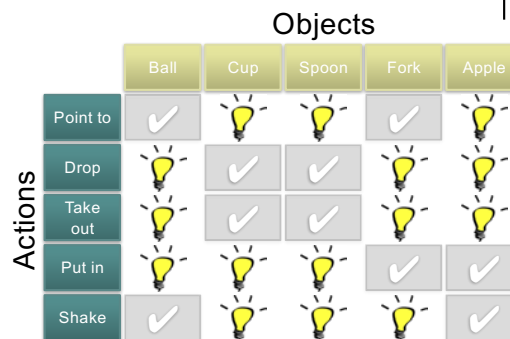 Objects
Ball Cup Spoon Fork Apple
Point to
Drop
Take
out
Put in
Shake
Actions